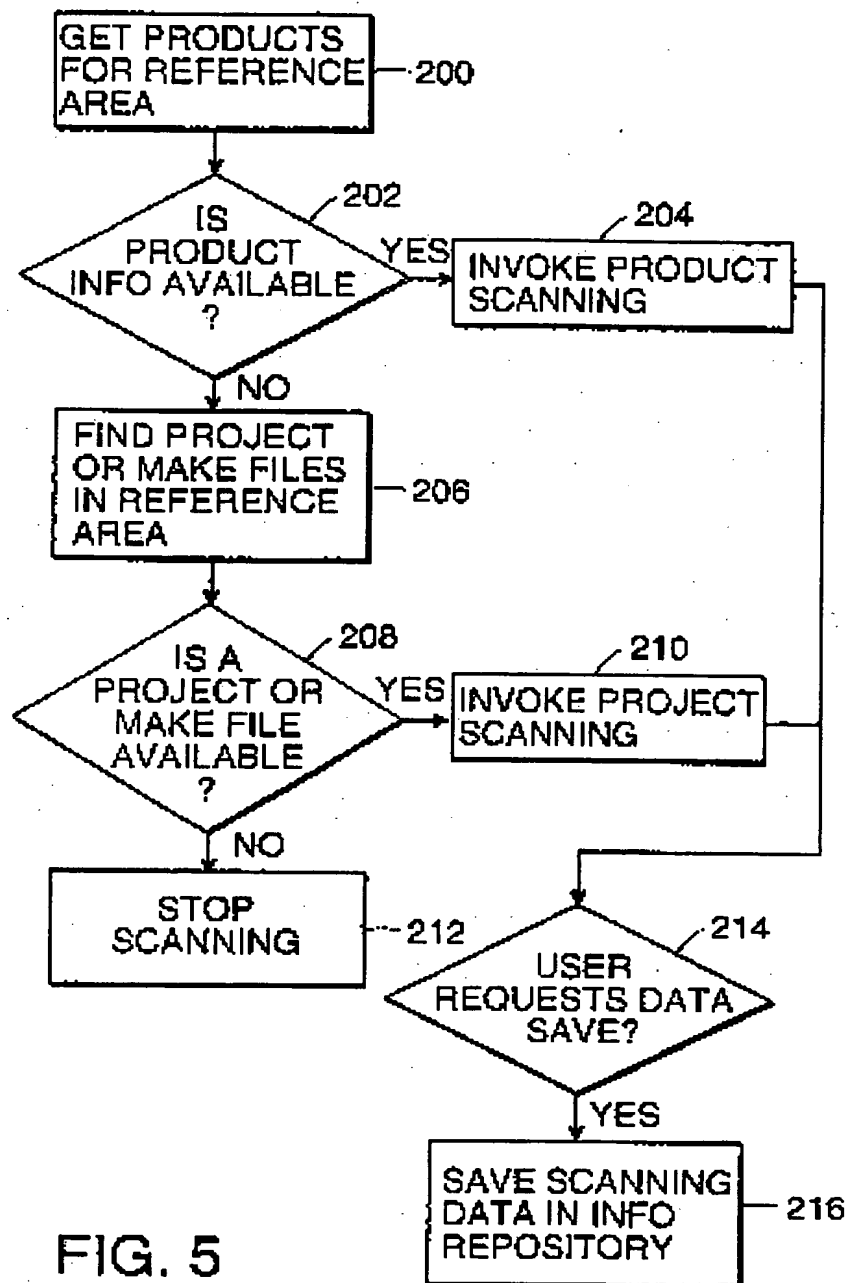 GET PRODUCTS
FOR REFERENCE
AREA
200
202
IS
PRODUCT
INFO AVAILABLE
?
YES
204
INVOKE PRODUCT
SCANNING
NO
FIND PROJECT
OR MAKE FILES
IN REFERENCE
AREA
206
208
IS A
PROJECT OR
MAKE FILE
AVAILABLE
?
YES
210
INVOKE PROJECT
SCANNING
NO
STOP
SCANNING
212
214
USER
REQUESTS DATA
SAVE?
YES
SAVE SCANNING
DATA IN INFO
REPOSITORY
216
FIG. 5